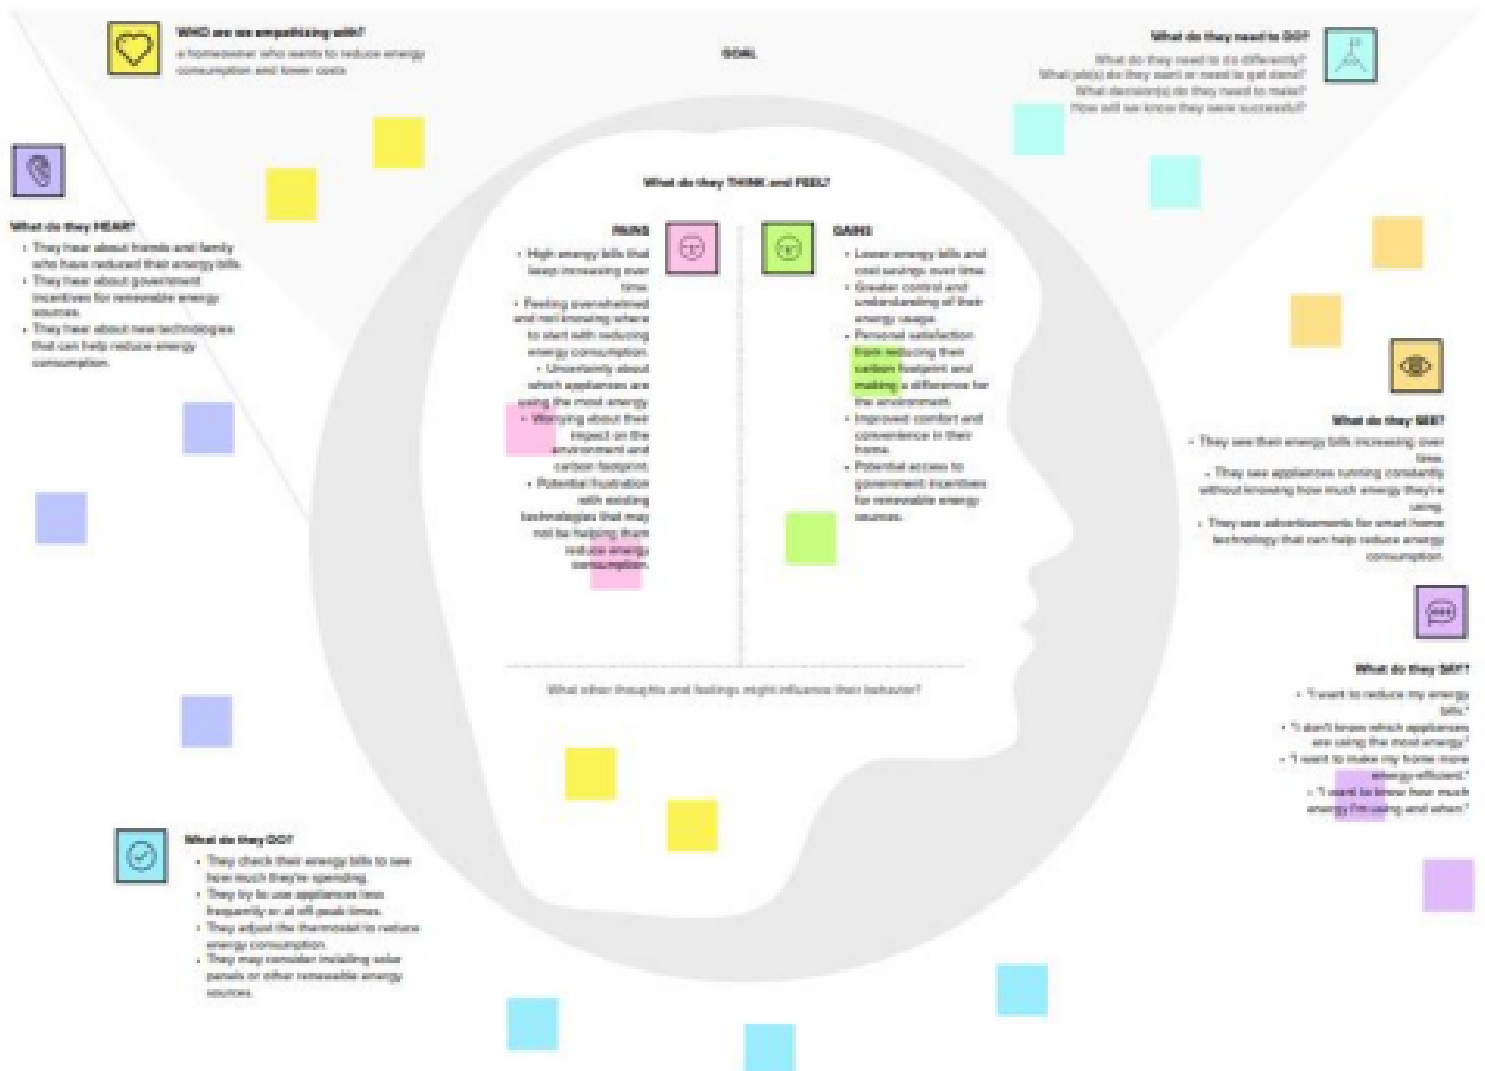 WHO are we empathizing with?
a homeowner who wants to reduce energy
consumption and lower costs
GOAL
What do they need to DO?
What do they need to do differently?
What job(s) do they want or need to get done?
What decision(s) do they need to make?
How will we know they were successful?
What do they HEAR?
• They hear about friends and family
who have reduced their energy bills.
• They hear about government
incentives for renewable energy
sources.
• They hear about new technologies
that can help reduce energy
consumption.
What do they THINK and FEEL?
PAINS
• High energy bills that
keep increasing over
time.
• Feeling overwhelmed
and not knowing where
to start with reducing
energy consumption.
• Uncertainty about
which appliances are
using the most energy.
• Worrying about their
impact on the
environment and
carbon footprint.
• Potential frustration
with existing
technologies that may
not be helping them
reduce energy
consumption.
GAINS
• Lower energy bills and
cost savings over time.
• Greater control and
understanding of their
energy usage.
• Personal satisfaction
from reducing their
carbon footprint and
making a difference for
the environment.
• Improved comfort and
convenience in their
home.
• Potential access to
government incentives
for renewable energy
sources.
What other thoughts and feelings might influence their behavior?
What do they SEE?
• They see their energy bills increasing over
time.
• They see appliances running constantly
without knowing how much energy they're
using.
• They see advertisements for smart home
technology that can help reduce energy
consumption.
What do they SAY?
• "I want to reduce my energy
bills."
• "I don't know which appliances
are using the most energy."
• "I want to make my home more
energy-efficient."
• "I want to know how much
energy I'm using and when."
What do they DO?
• They check their energy bills to see
how much they're spending.
• They try to use appliances less
frequently or at off-peak times.
• They adjust the thermostat to reduce
energy consumption.
• They may consider installing solar
panels or other renewable energy
sources.